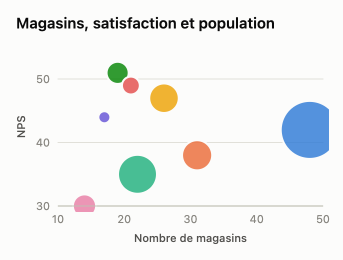 Magasins, satisfaction et population
50
40
30
NPS
10 20 30 40 50
Nombre de magasins